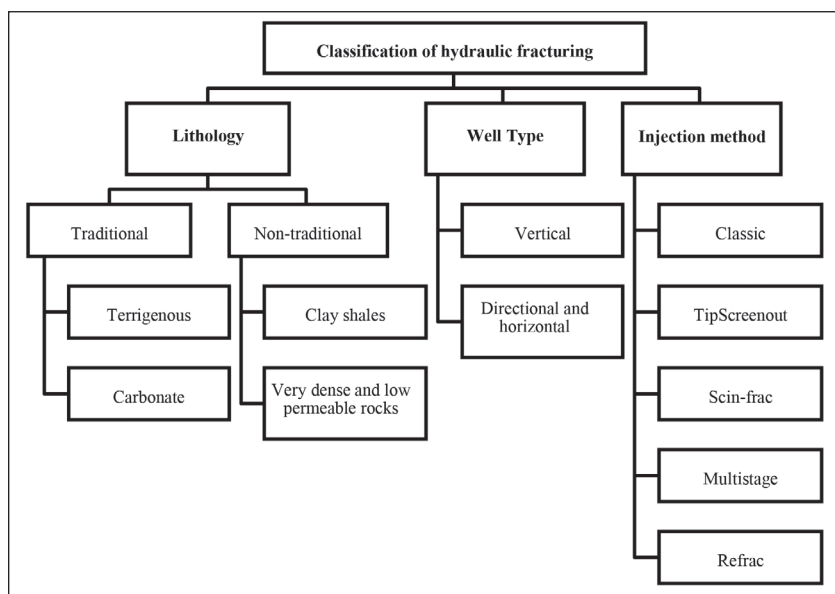 Classification of hydraulic fracturing
Lithology
Well Type
Injection method
Traditional
Non-traditional
Vertical
Classic
Terrigenous
Clay shales
Directional and
horizontal
TipScreenout
Carbonate
Very dense and low
permeable rocks
Scin-frac
Multistage
Refrac